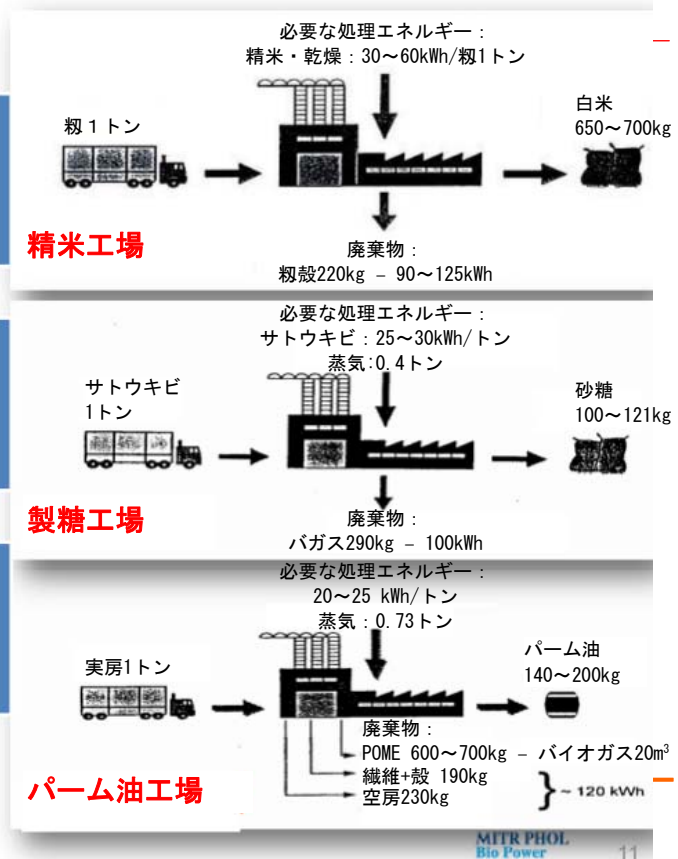 必要な処理エネルギー：
精米・乾燥：30～60kWh/籾1トン
籾１トン
白米
650～700kg
精米工場
廃棄物：
籾殻220kg – 90～125kWh
必要な処理エネルギー：
サトウキビ：25～30kWh/トン
蒸気:0.4トン
サトウキビ
1トン
砂糖
100～121kg
製糖工場
廃棄物：
バガス290kg – 100kWh
必要な処理エネルギー：
20～25 kWh/トン
蒸気：0.73トン
実房1トン
パーム油
140～200kg
廃棄物：
POME 600～700kg – バイオガス20m³
繊維+殻 190kg
空房230kg
~ 120 kWh
パーム油工場
MITR PHOL
Bio Power
11